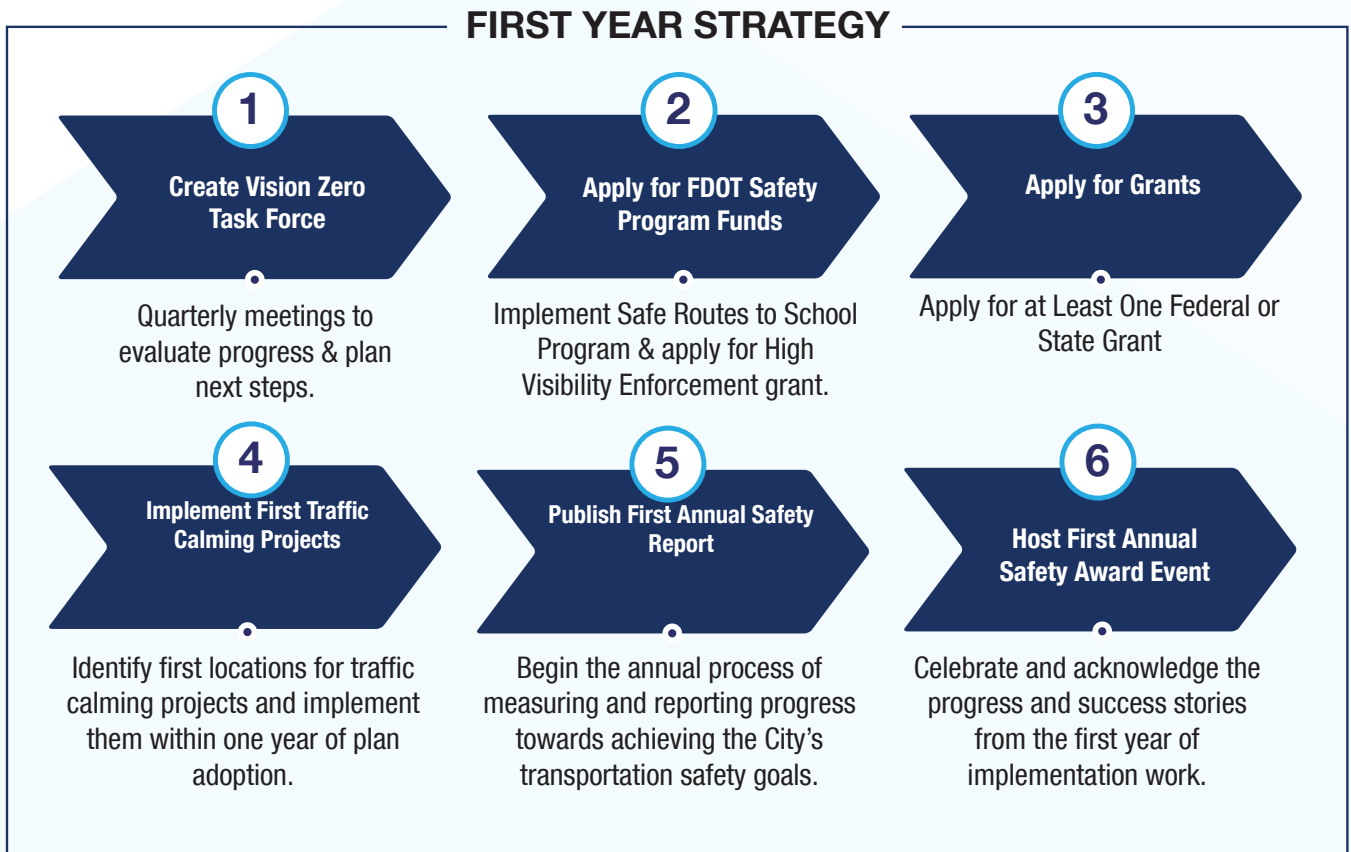 FIRST YEAR STRATEGY
1
Create Vision Zero
Task Force
Quarterly meetings to
evaluate progress & plan
next steps.
2
Apply for FDOT Safety
Program Funds
Implement Safe Routes to School
Program & apply for High
Visibility Enforcement grant.
3
Apply for Grants
Apply for at Least One Federal or
State Grant
4
Implement First Traffic
Calming Projects
Identify first locations for traffic
calming projects and implement
them within one year of plan
adoption.
5
Publish First Annual Safety
Report
Begin the annual process of
measuring and reporting progress
towards achieving the City’s
transportation safety goals.
6
Host First Annual
Safety Award Event
Celebrate and acknowledge the
progress and success stories
from the first year of
implementation work.